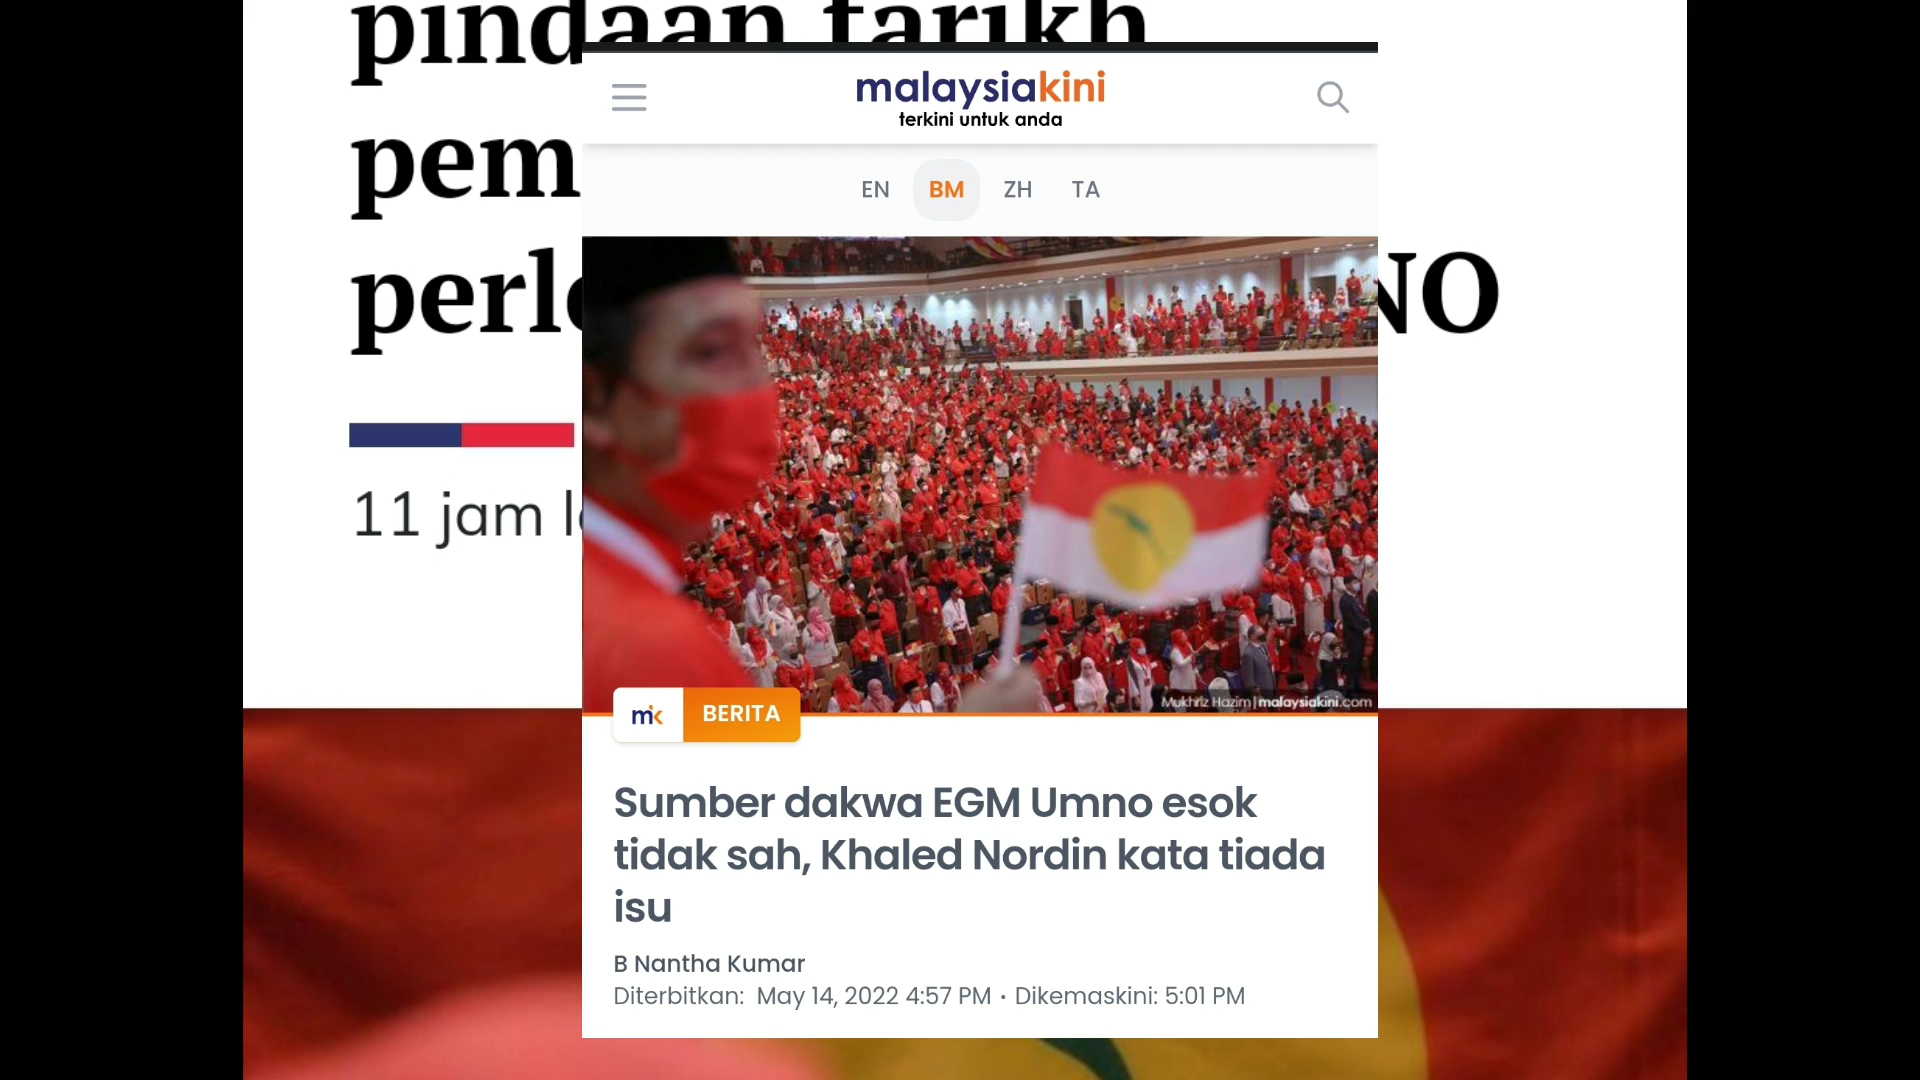 pindaan tarikh
malaysiakini
terkini untuk anda
pem
EN BM ZH TA
NO
11 jam
Mukhriz Hazim | malaysiakini.com
mk BERITA
Sumber dakwa EGM Umno esok
tidak sah, Khaled Nordin kata tiada
isu
B Nantha Kumar
Diterbitkan: May 14, 2022 4:57 PM • Dikemaskini: 5:01 PM